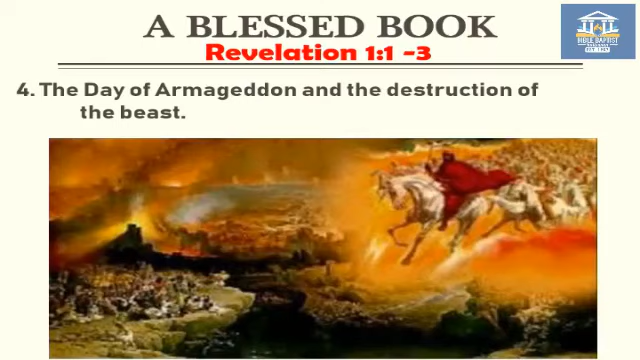 A BLESSED BOOK
Revelation 1:1 -3
4. The Day of Armageddon and the destruction of
the beast.
BIBLE BAPTIST